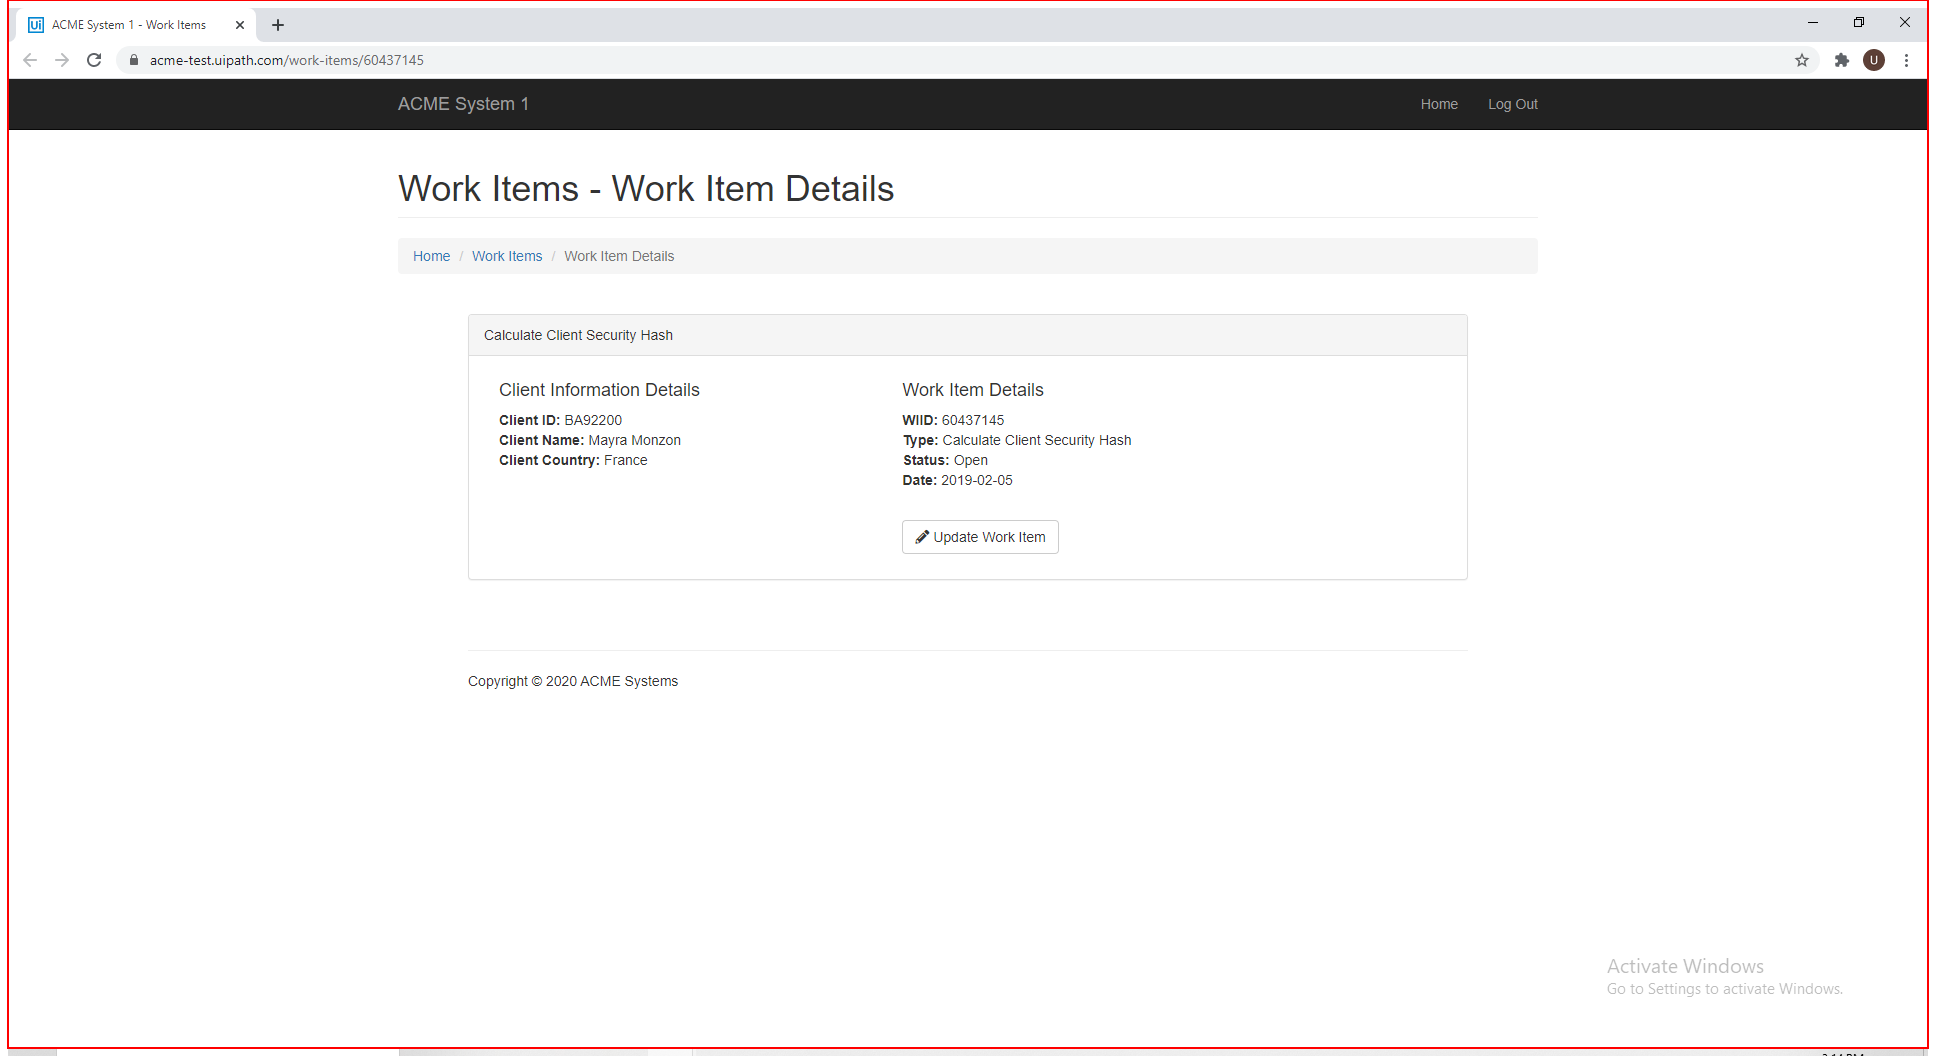 Ui ACME System 1 - Work Items
acme-test.uipath.com/work-items/60437145
U
ACME System 1
Home
Log Out
Work Items - Work Item Details
Home / Work Items / Work Item Details
Calculate Client Security Hash
Client Information Details
Client ID: BA92200
Client Name: Mayra Monzon
Client Country: France
Work Item Details
WIID: 60437145
Type: Calculate Client Security Hash
Status: Open
Date: 2019-02-05
Update Work Item
Copyright © 2020 ACME Systems
Activate Windows
Go to Settings to activate Windows.